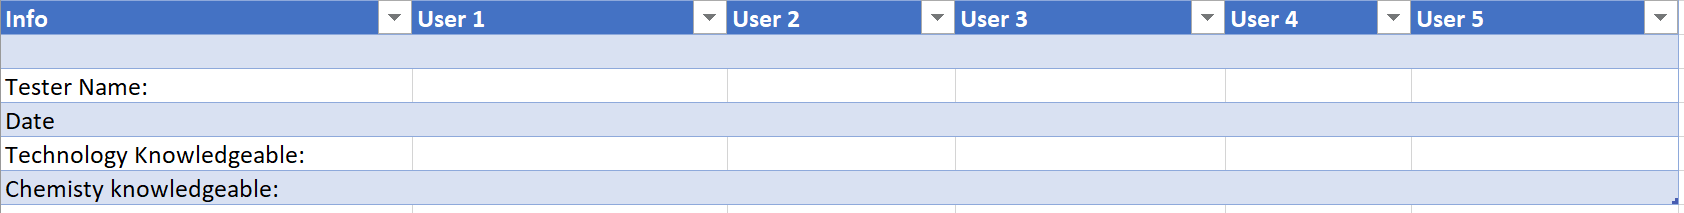 Info User 1 User 2 User 3 User 4 User 5
Tester Name:
Date
Technology Knowledgeable:
Chemisty knowledgeable: